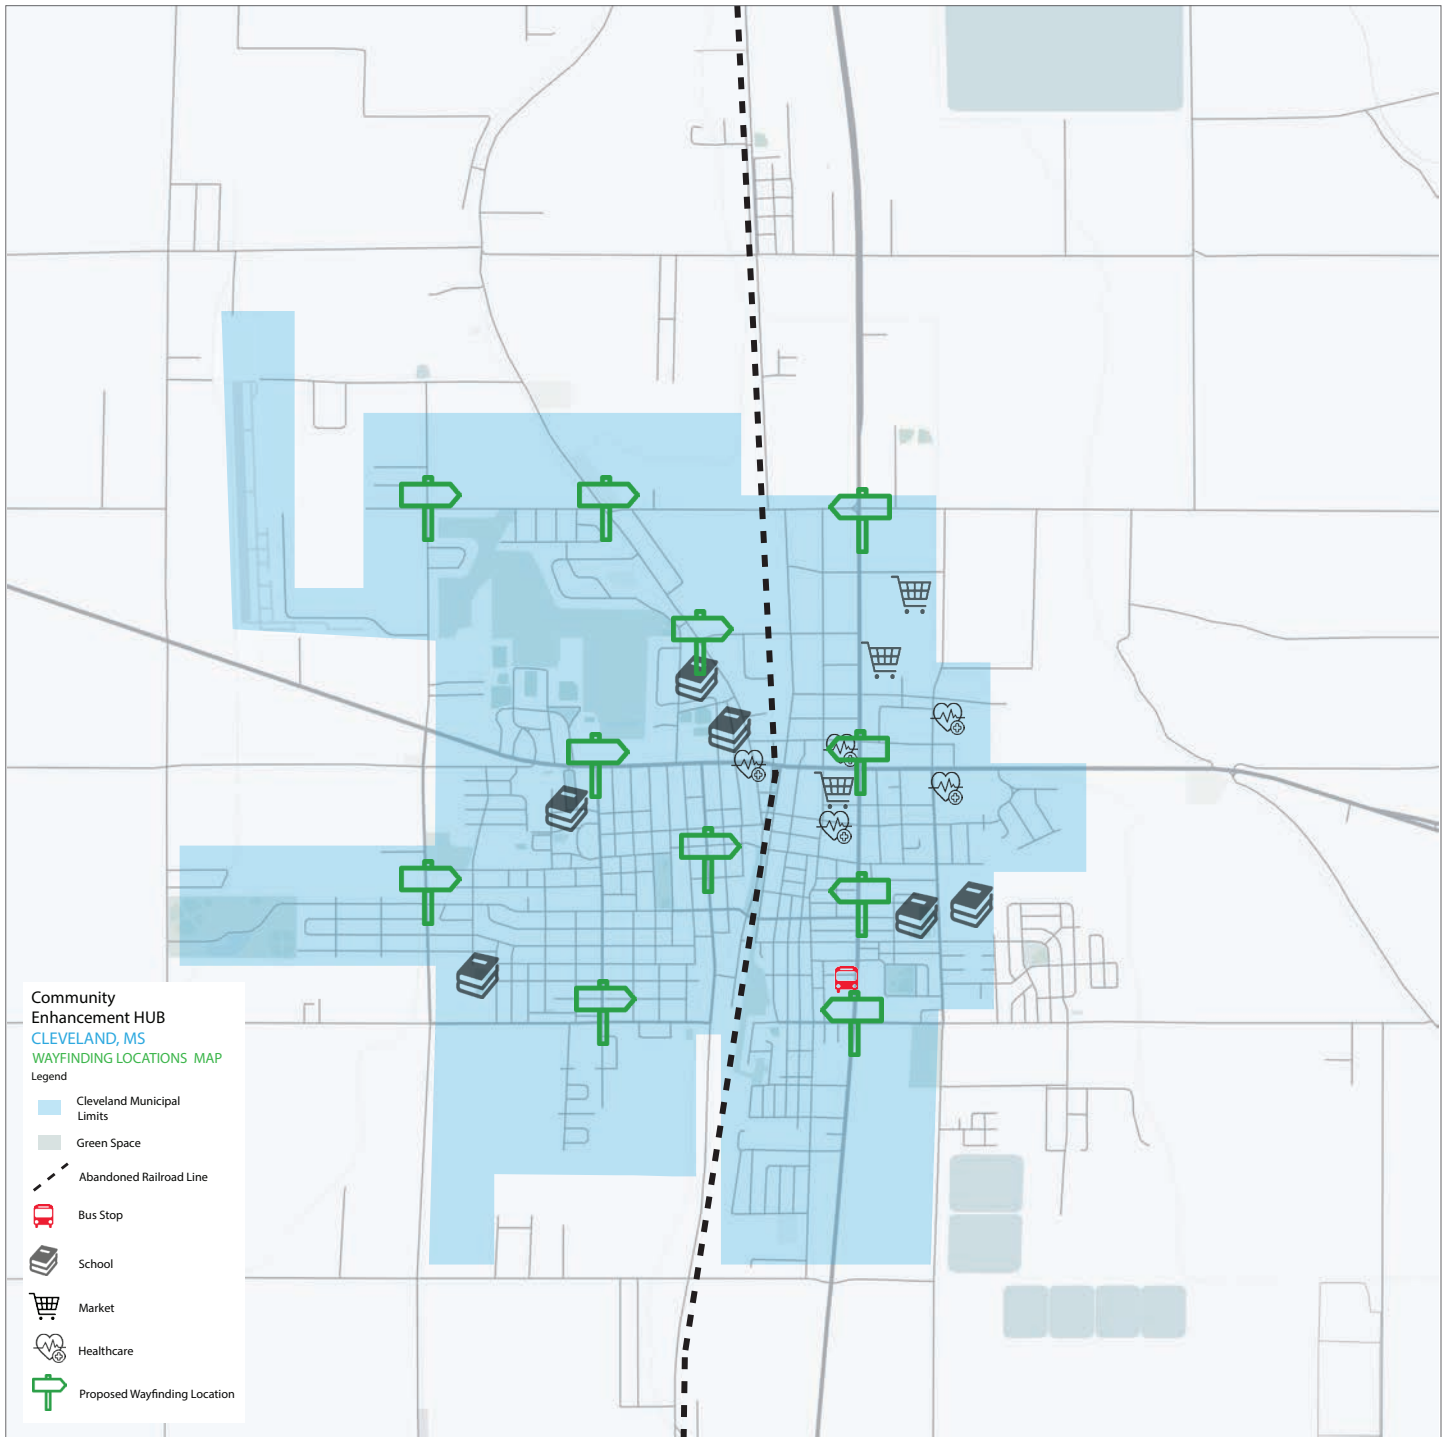 Community
Enhancement HUB
CLEVELAND, MS
WAYFINDING LOCATIONS MAP
Legend
Cleveland Municipal
Limits
Green Space
Abandoned Railroad Line
Bus Stop
School
Market
Healthcare
Proposed Wayfinding Location